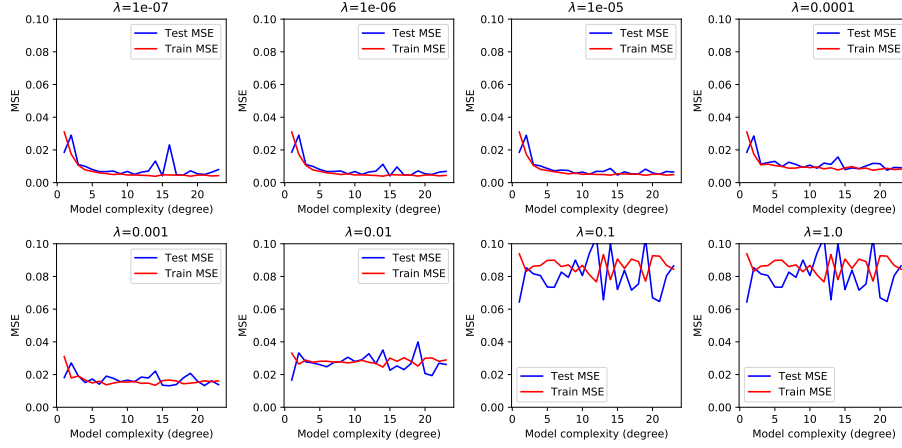 λ=1e-07
λ=1e-06
λ=1e-05
λ=0.0001
0.10
0.08
0.06
0.04
0.02
0.00
MSE
Test MSE
Train MSE
0 5 10 15 20
Model complexity (degree)
0.10
0.08
0.06
0.04
0.02
0.00
MSE
Test MSE
Train MSE
0 5 10 15 20
Model complexity (degree)
0.10
0.08
0.06
0.04
0.02
0.00
MSE
Test MSE
Train MSE
0 5 10 15 20
Model complexity (degree)
0.10
0.08
0.06
0.04
0.02
0.00
MSE
Test MSE
Train MSE
0 5 10 15 20
Model complexity (degree)
λ=0.001
λ=0.01
λ=0.1
λ=1.0
0.10
0.08
0.06
0.04
0.02
0.00
MSE
Test MSE
Train MSE
0 5 10 15 20
Model complexity (degree)
0.10
0.08
0.06
0.04
0.02
0.00
MSE
Test MSE
Train MSE
0 5 10 15 20
Model complexity (degree)
0.10
0.08
0.06
0.04
0.02
0.00
MSE
Test MSE
Train MSE
0 5 10 15 20
Model complexity (degree)
0.10
0.08
0.06
0.04
0.02
0.00
MSE
Test MSE
Train MSE
0 5 10 15 20
Model complexity (degree)